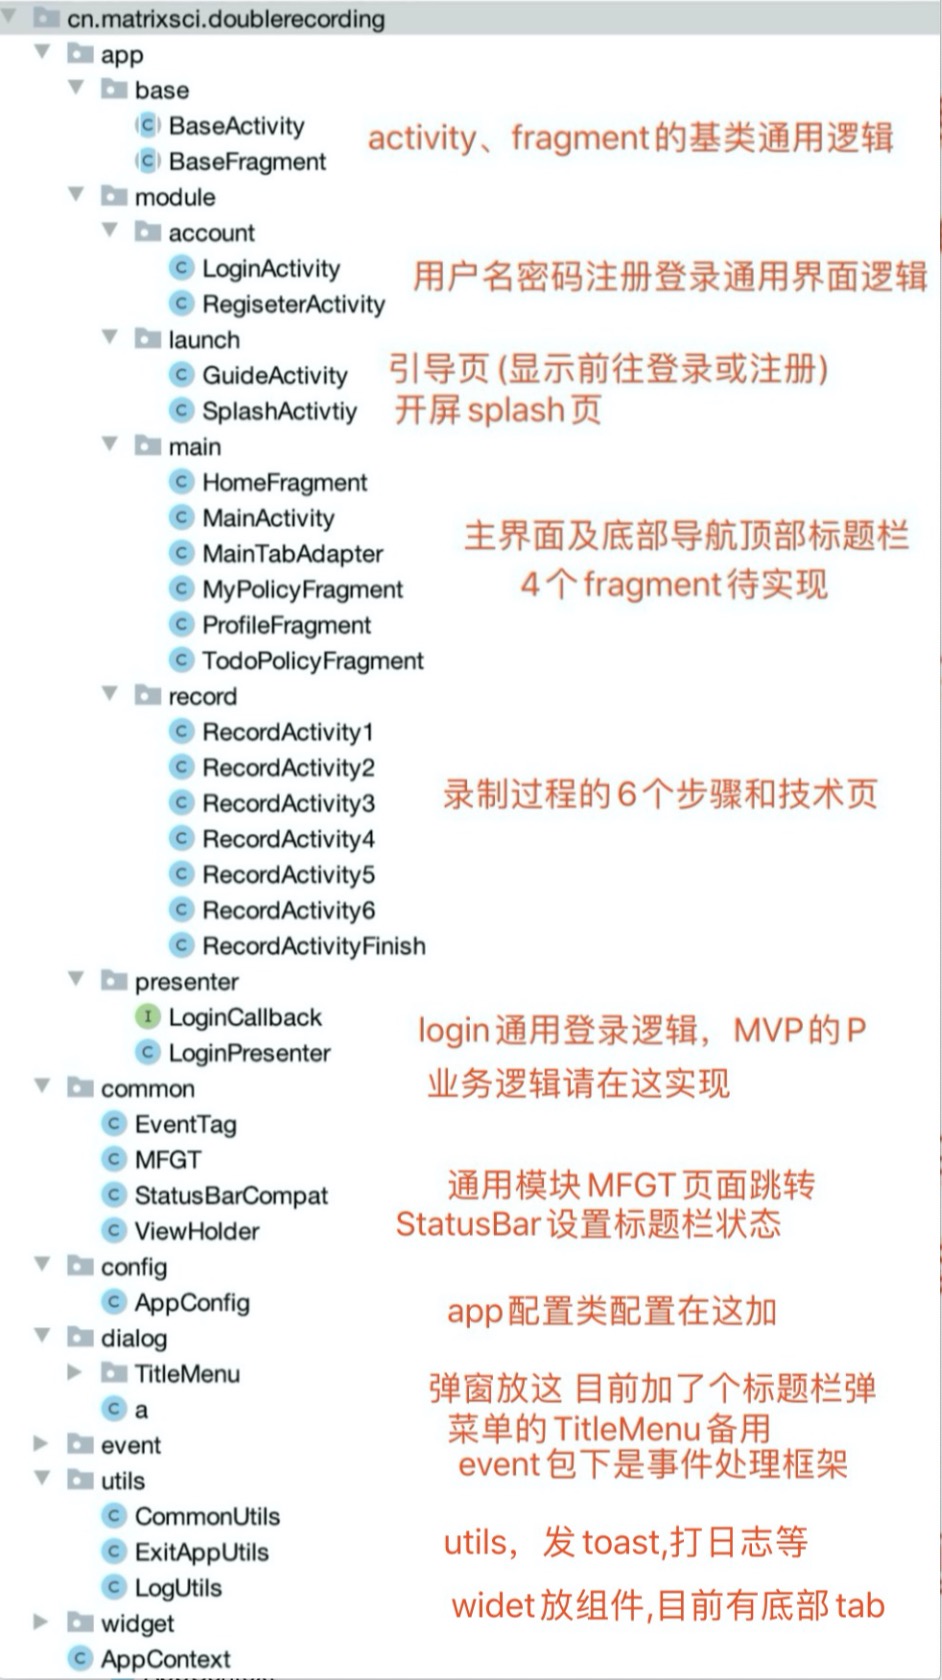 cn.matrixsci.doublerecording
app
base
BaseActivity
activity、fragment的基类通用逻辑
BaseFragment
module
account
LoginActivity
用户名密码注册登录通用界面逻辑
RegiseterActivity
launch
引导页(显示前往登录或注册)
GuideActivity
SplashActivtiy
开屏splash页
main
HomeFragment
MainActivity
主界面及底部导航顶部标题栏
MainTabAdapter
4个fragment待实现
MyPolicyFragment
ProfileFragment
TodoPolicyFragment
record
RecordActivity1
RecordActivity2
录制过程的6个步骤和技术页
RecordActivity3
RecordActivity4
RecordActivity5
RecordActivity6
RecordActivityFinish
presenter
LoginCallback
login通用登录逻辑，MVP的P
LoginPresenter
业务逻辑请在这实现
common
EventTag
MFGT
通用模块MFGT页面跳转
StatusBarCompat
StatusBar设置标题栏状态
ViewHolder
config
AppConfig
app配置类配置在这加
dialog
TitleMenu
弹窗放这 目前加了个标题栏弹
a
菜单的TitleMenu备用
event
event包下是事件处理框架
utils
CommonUtils
utils，发toast,打日志等
ExitAppUtils
LogUtils
widet放组件,目前有底部tab
widget
AppContext